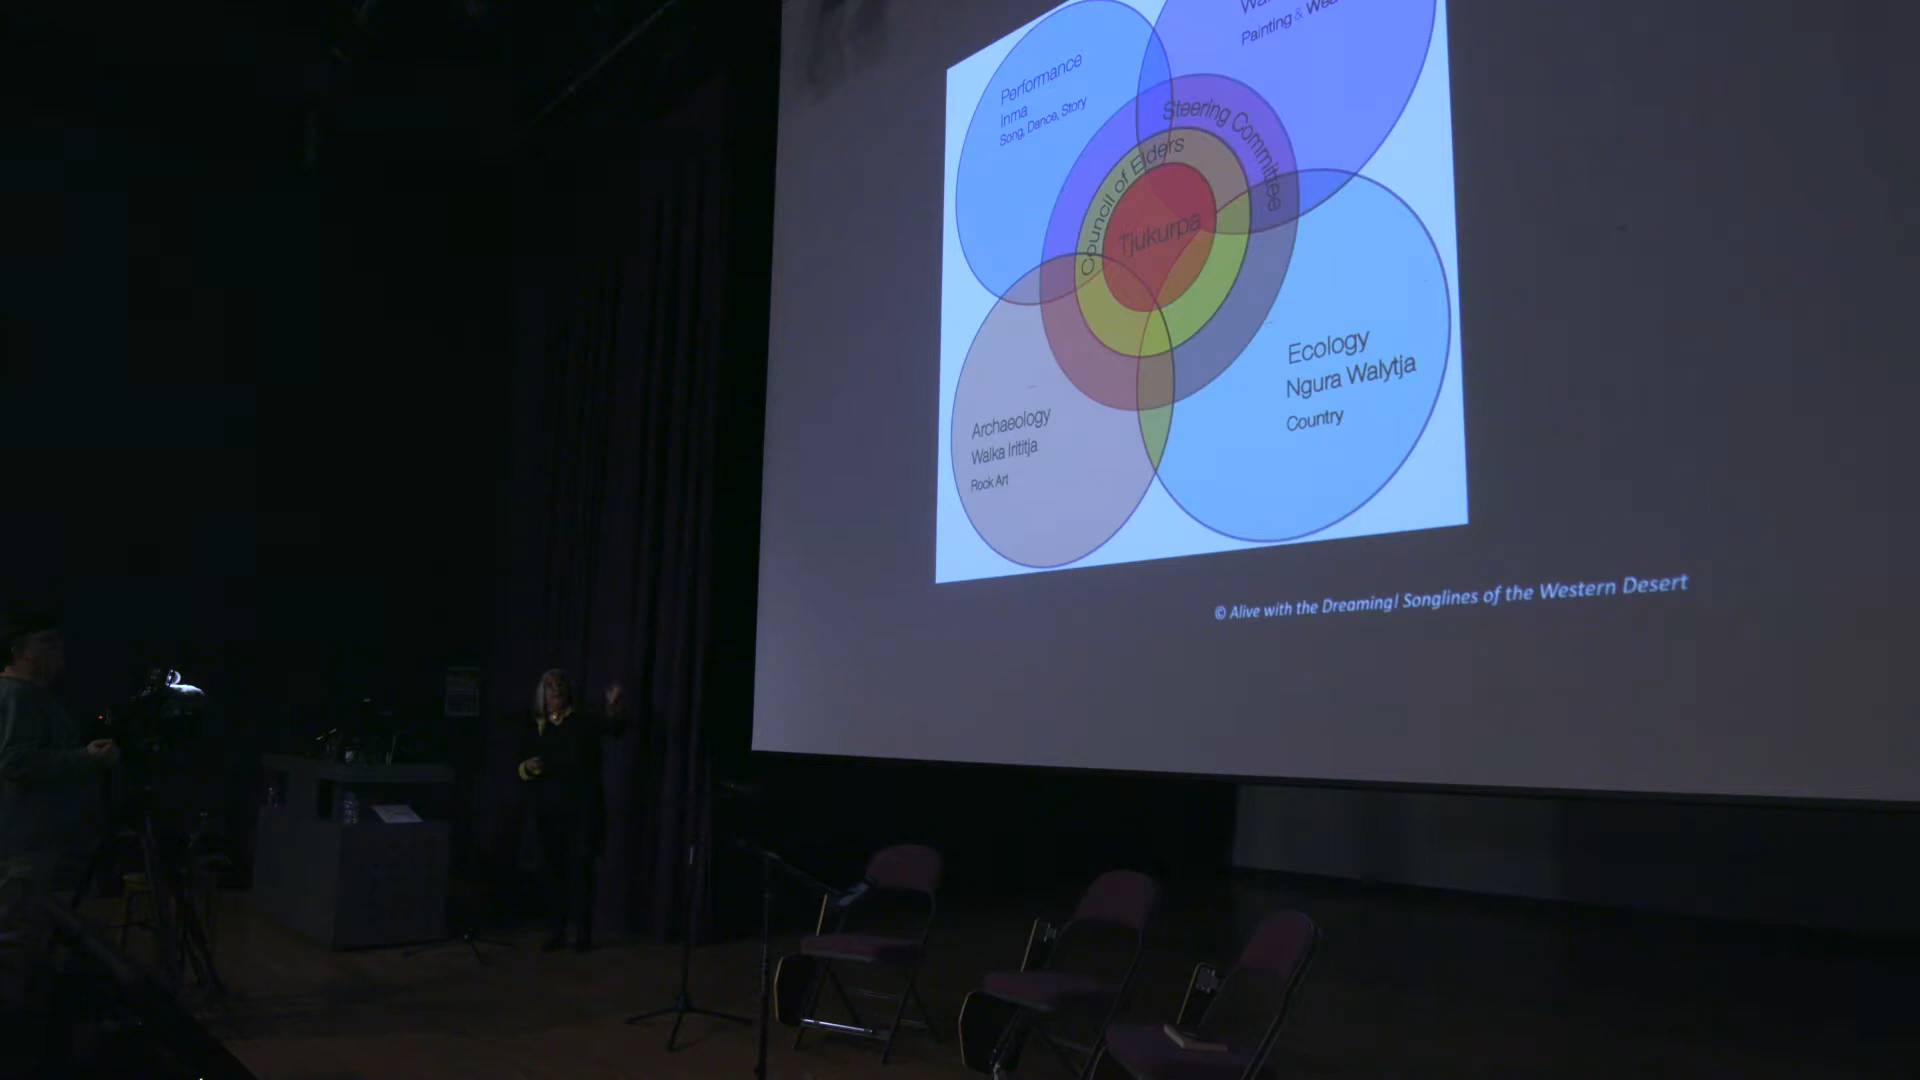 Painting &
Performance
Inma
Song, Dance, Story
Steering Committee
Council of Elders
Tjukurpa
Ecology
Ngura Walytja
Country
Archaeology
Walka Irititja
Rock Art
© Alive with the Dreaming! Songlines of the Western Desert